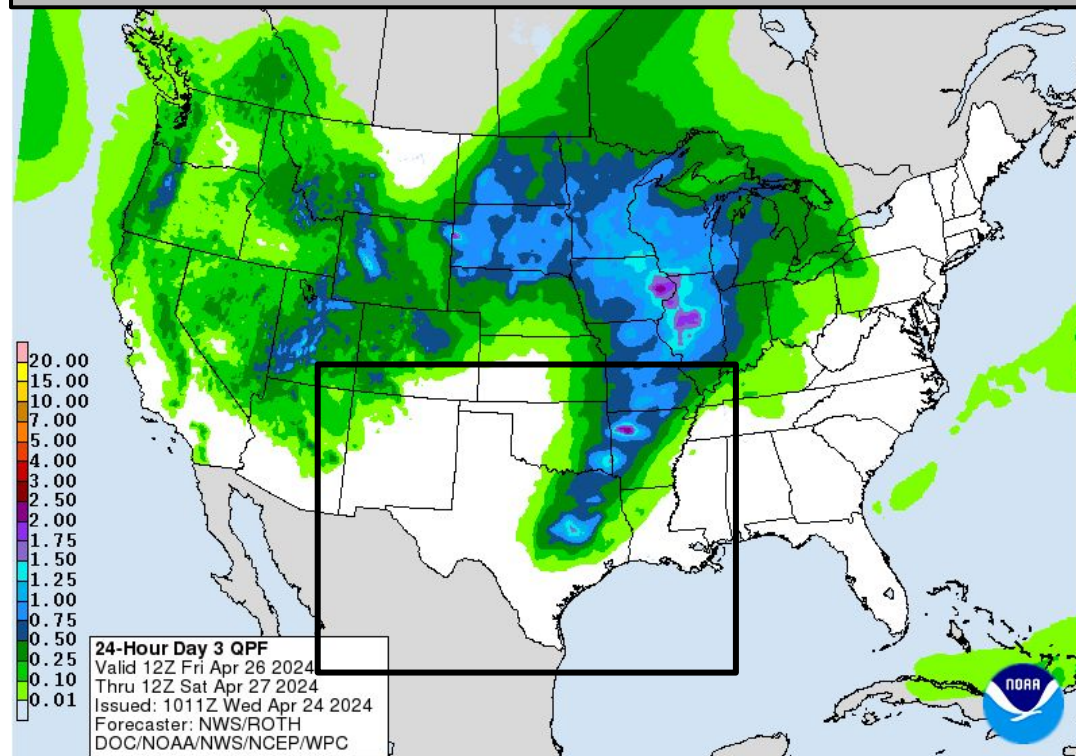 20.00
15.00
10.00
7.00
5.00
4.00
3.00
2.50
2.00
1.75
1.50
1.25
1.00
0.75
0.50
0.25
0.10
0.01
24-Hour Day 3 QPF
Valid 12Z Fri Apr 26 2024
Thru 12Z Sat Apr 27 2024
Issued: 1011Z Wed Apr 24 2024
Forecaster: NWS/ROTH
DOC/NOAA/NWS/NCEP/WPC
NOAA